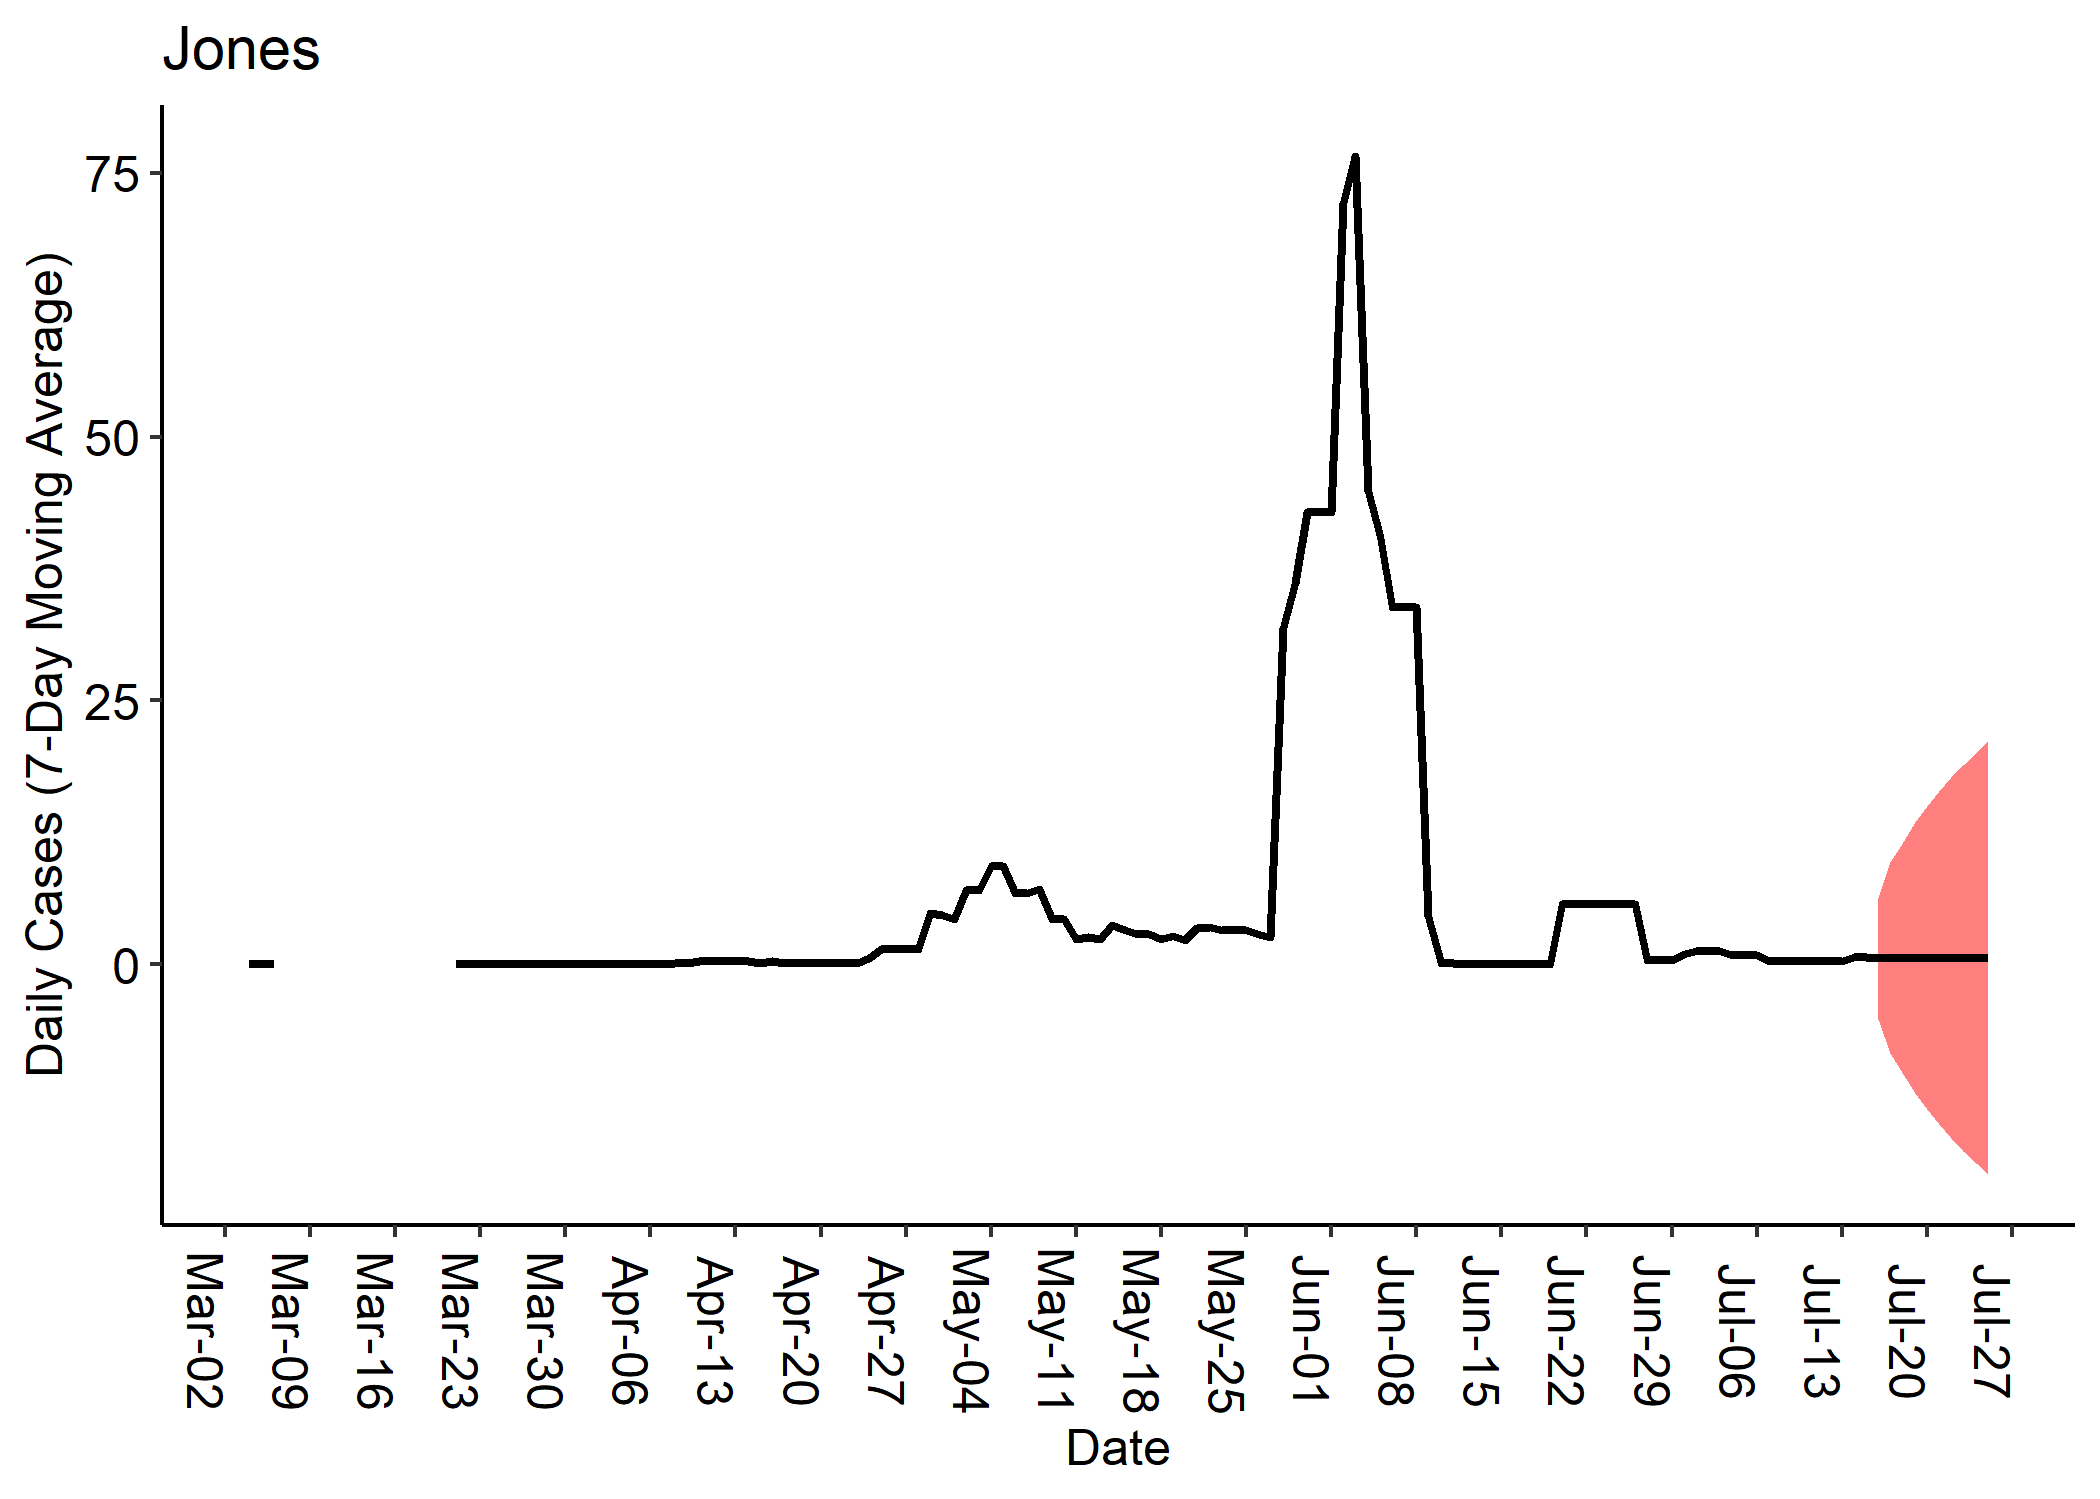 Jones
Daily Cases (7-Day Moving Average)
75
50
25
0
Mar-02
Mar-09
Mar-16
Mar-23
Mar-30
Apr-06
Apr-13
Apr-20
Apr-27
May-04
May-11
May-18
May-25
Jun-01
Jun-08
Jun-15
Jun-22
Jun-29
Jul-06
Jul-13
Jul-20
Jul-27
Date